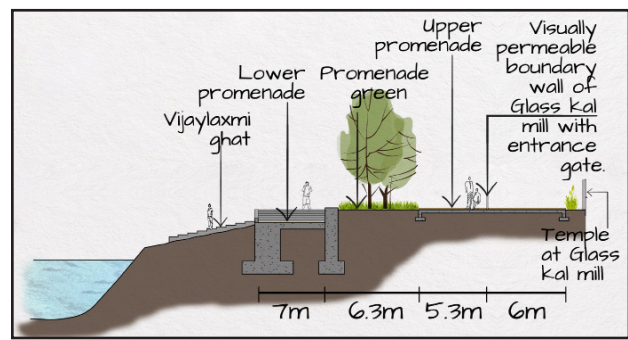 Vijaylaxmi
ghat
Lower
promenade
Promenade
green
Upper
promenade
Visually
permeable
boundary
wall of
Glass kal
mill with
entrance
gate.
Temple
at Glass
kal mill
7m
6.3m
5.3m
6m